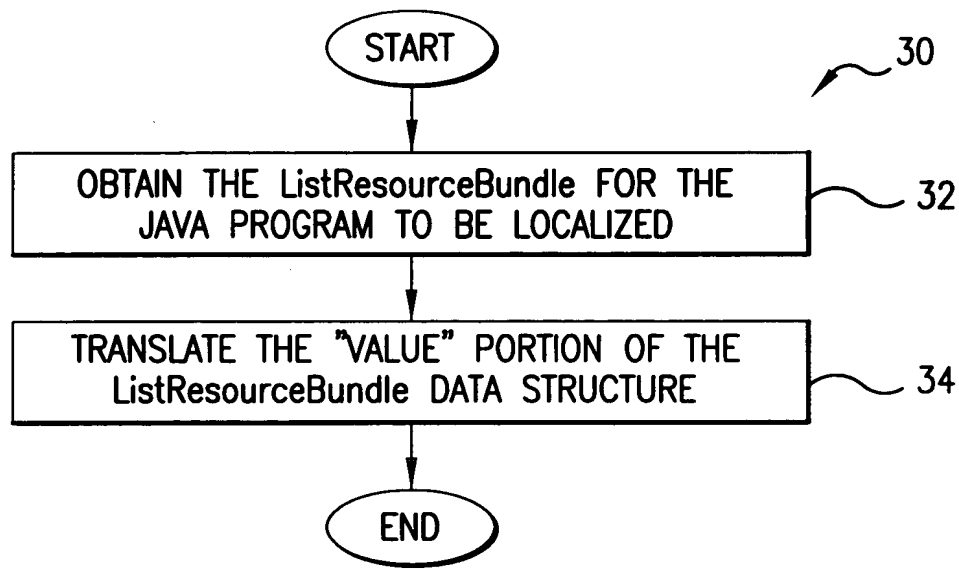 START
30
OBTAIN THE ListResourceBundle FOR THE
JAVA PROGRAM TO BE LOCALIZED
32
TRANSLATE THE "VALUE" PORTION OF THE
ListResourceBundle DATA STRUCTURE
34
END